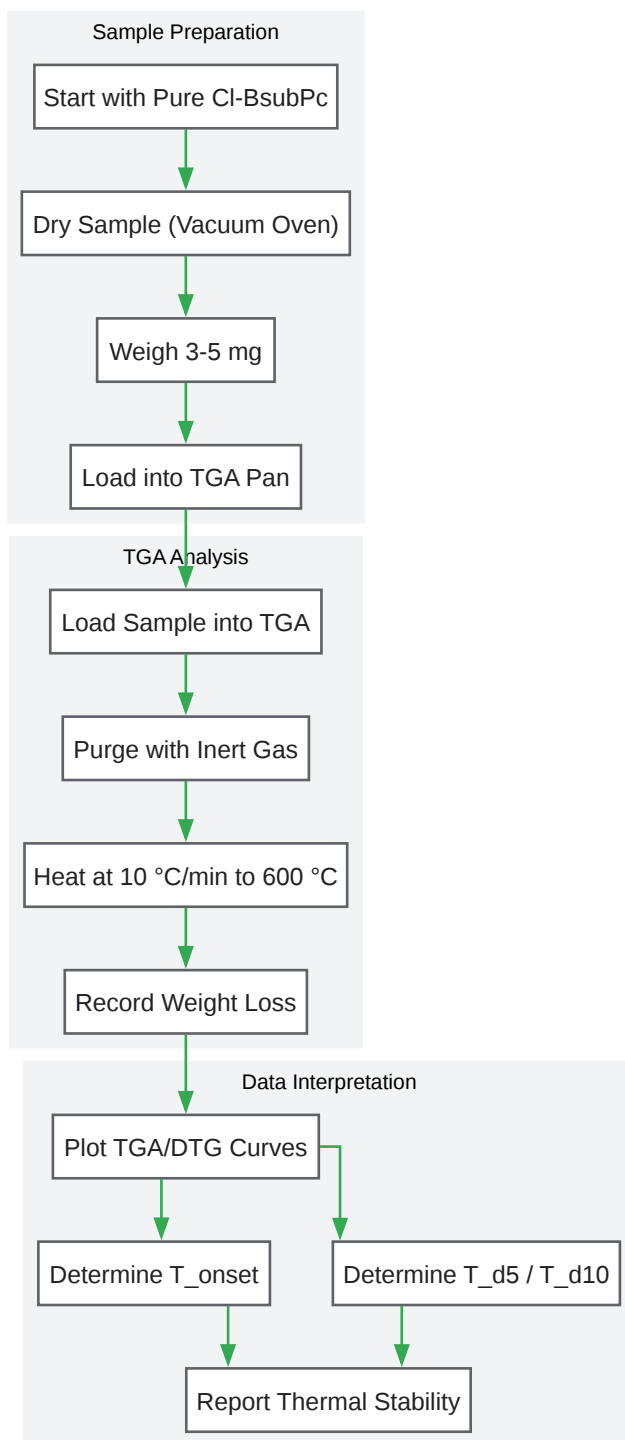 Sample Preparation
Start with Pure Cl-BsubPc
Dry Sample (Vacuum Oven)
Weigh 3-5 mg
Load into TGA Pan
TGA Analysis
Load Sample into TGA
Purge with Inert Gas
Heat at 10 °C/min to 600 °C
Record Weight Loss
Data Interpretation
Plot TGA/DTG Curves
Determine T_onset
Determine T_d5 / T_d10
Report Thermal Stability